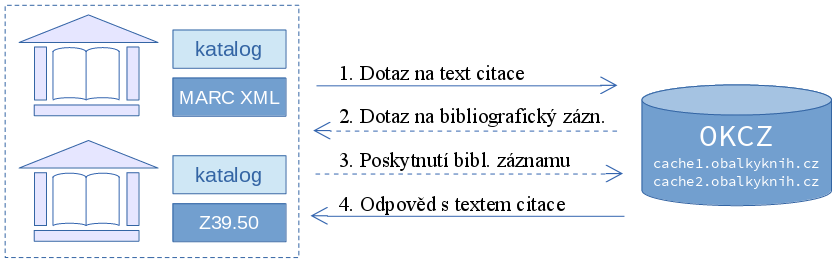 katalog
MARC XML
katalog
Z39.50
1. Dotaz na text citace
2. Dotaz na bibliografický zázn.
3. Poskytnutí bibl. záznamu
4. Odpověd s textem citace
OKCZ
cache1.obalkyknih.cz
cache2.obalkyknih.cz